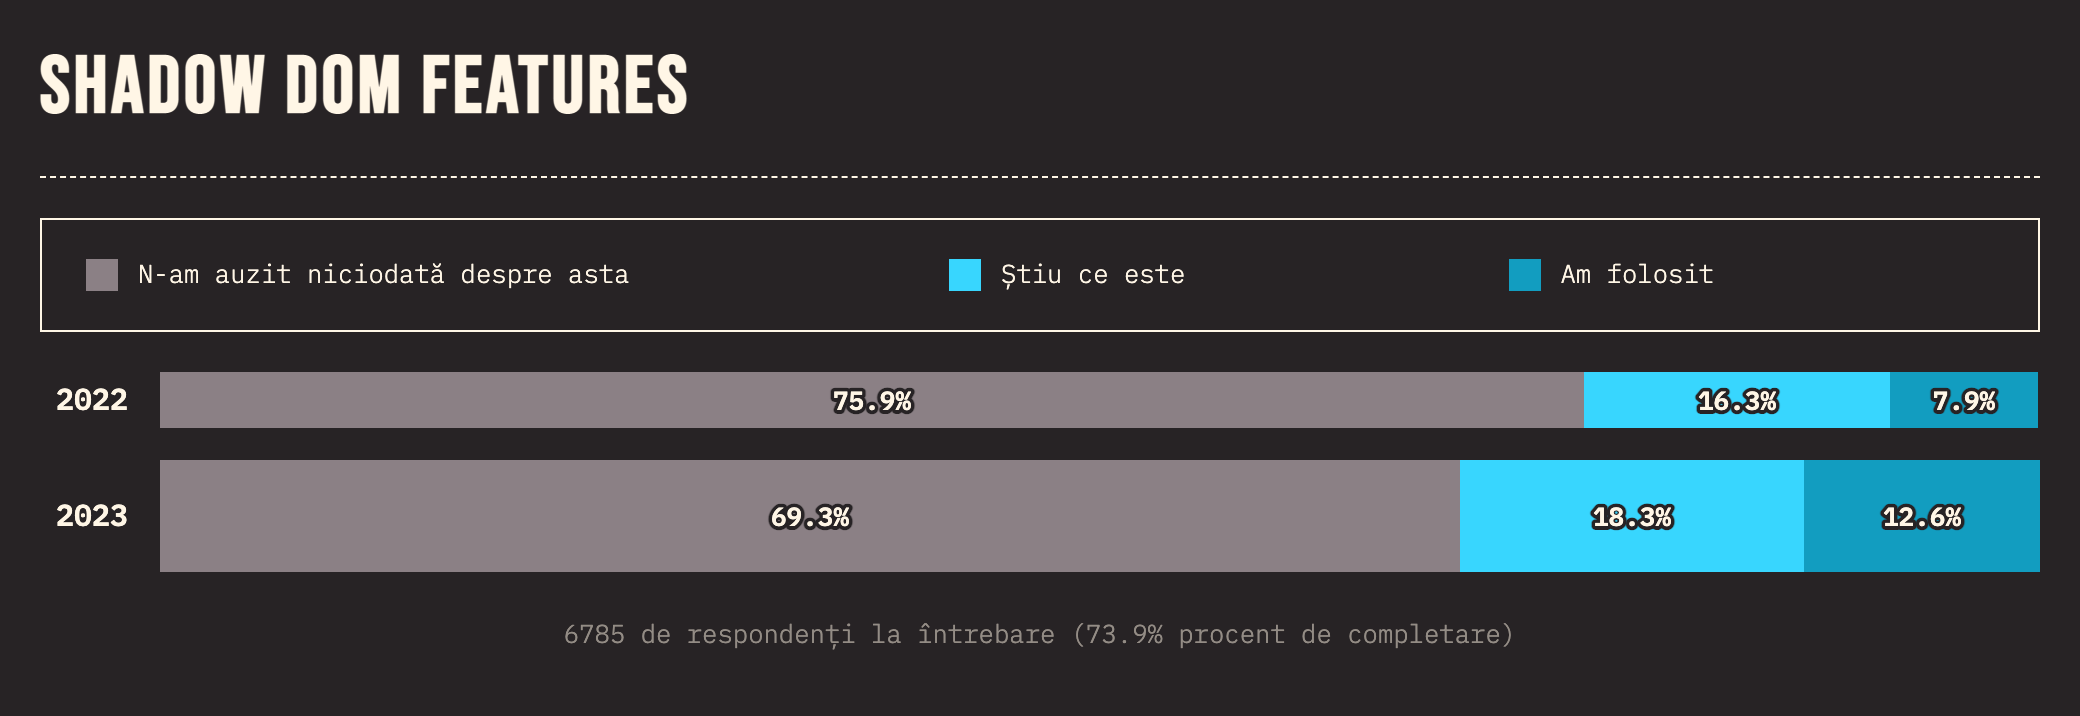 SHADOW DOM FEATURES
N-am auzit niciodată despre asta
Știu ce este
Am folosit
2022 75.9% 16.3% 7.9%
2023 69.3% 18.3% 12.6%
6785 de respondenți la întrebare (73.9% procent de completare)